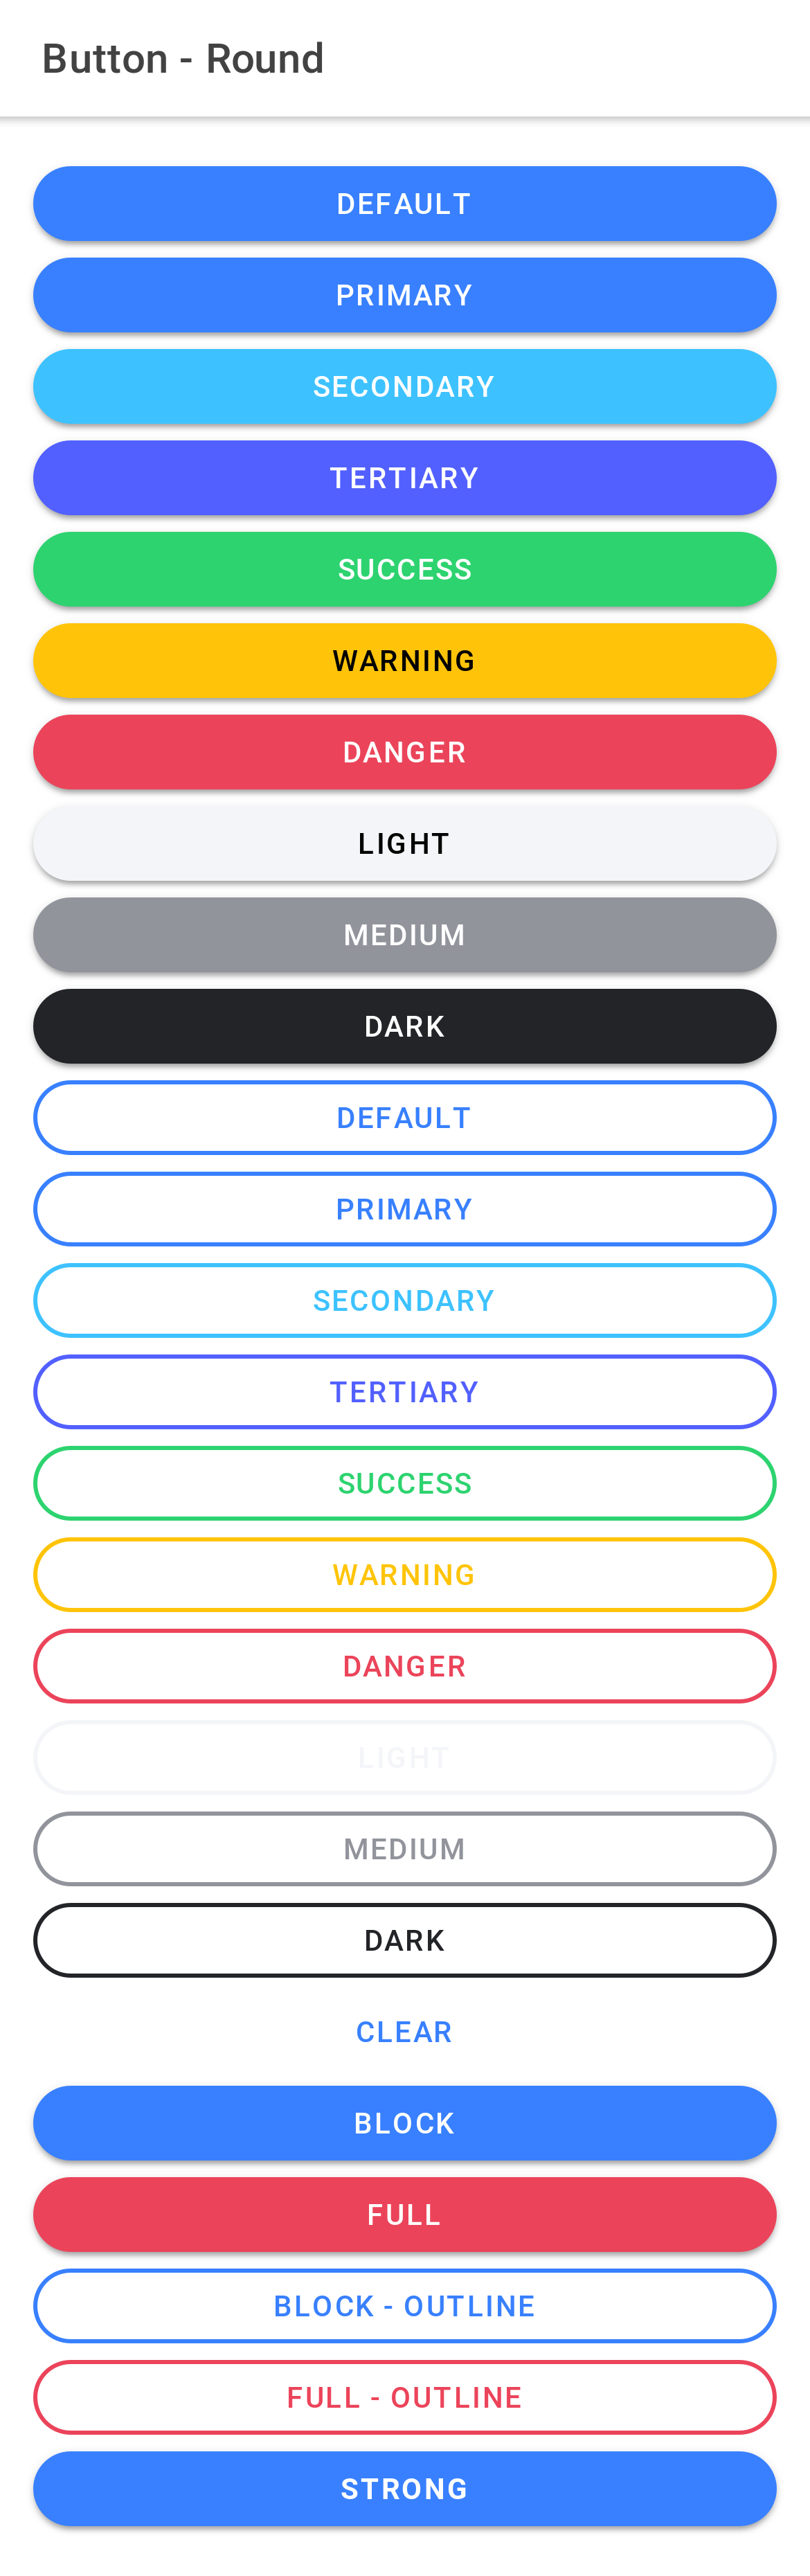 Button - Round
DEFAULT
PRIMARY
SECONDARY
TERTIARY
SUCCESS
WARNING
DANGER
LIGHT
MEDIUM
DARK
DEFAULT
PRIMARY
SECONDARY
TERTIARY
SUCCESS
WARNING
DANGER
LIGHT
MEDIUM
DARK
CLEAR
BLOCK
FULL
BLOCK - OUTLINE
FULL - OUTLINE
STRONG